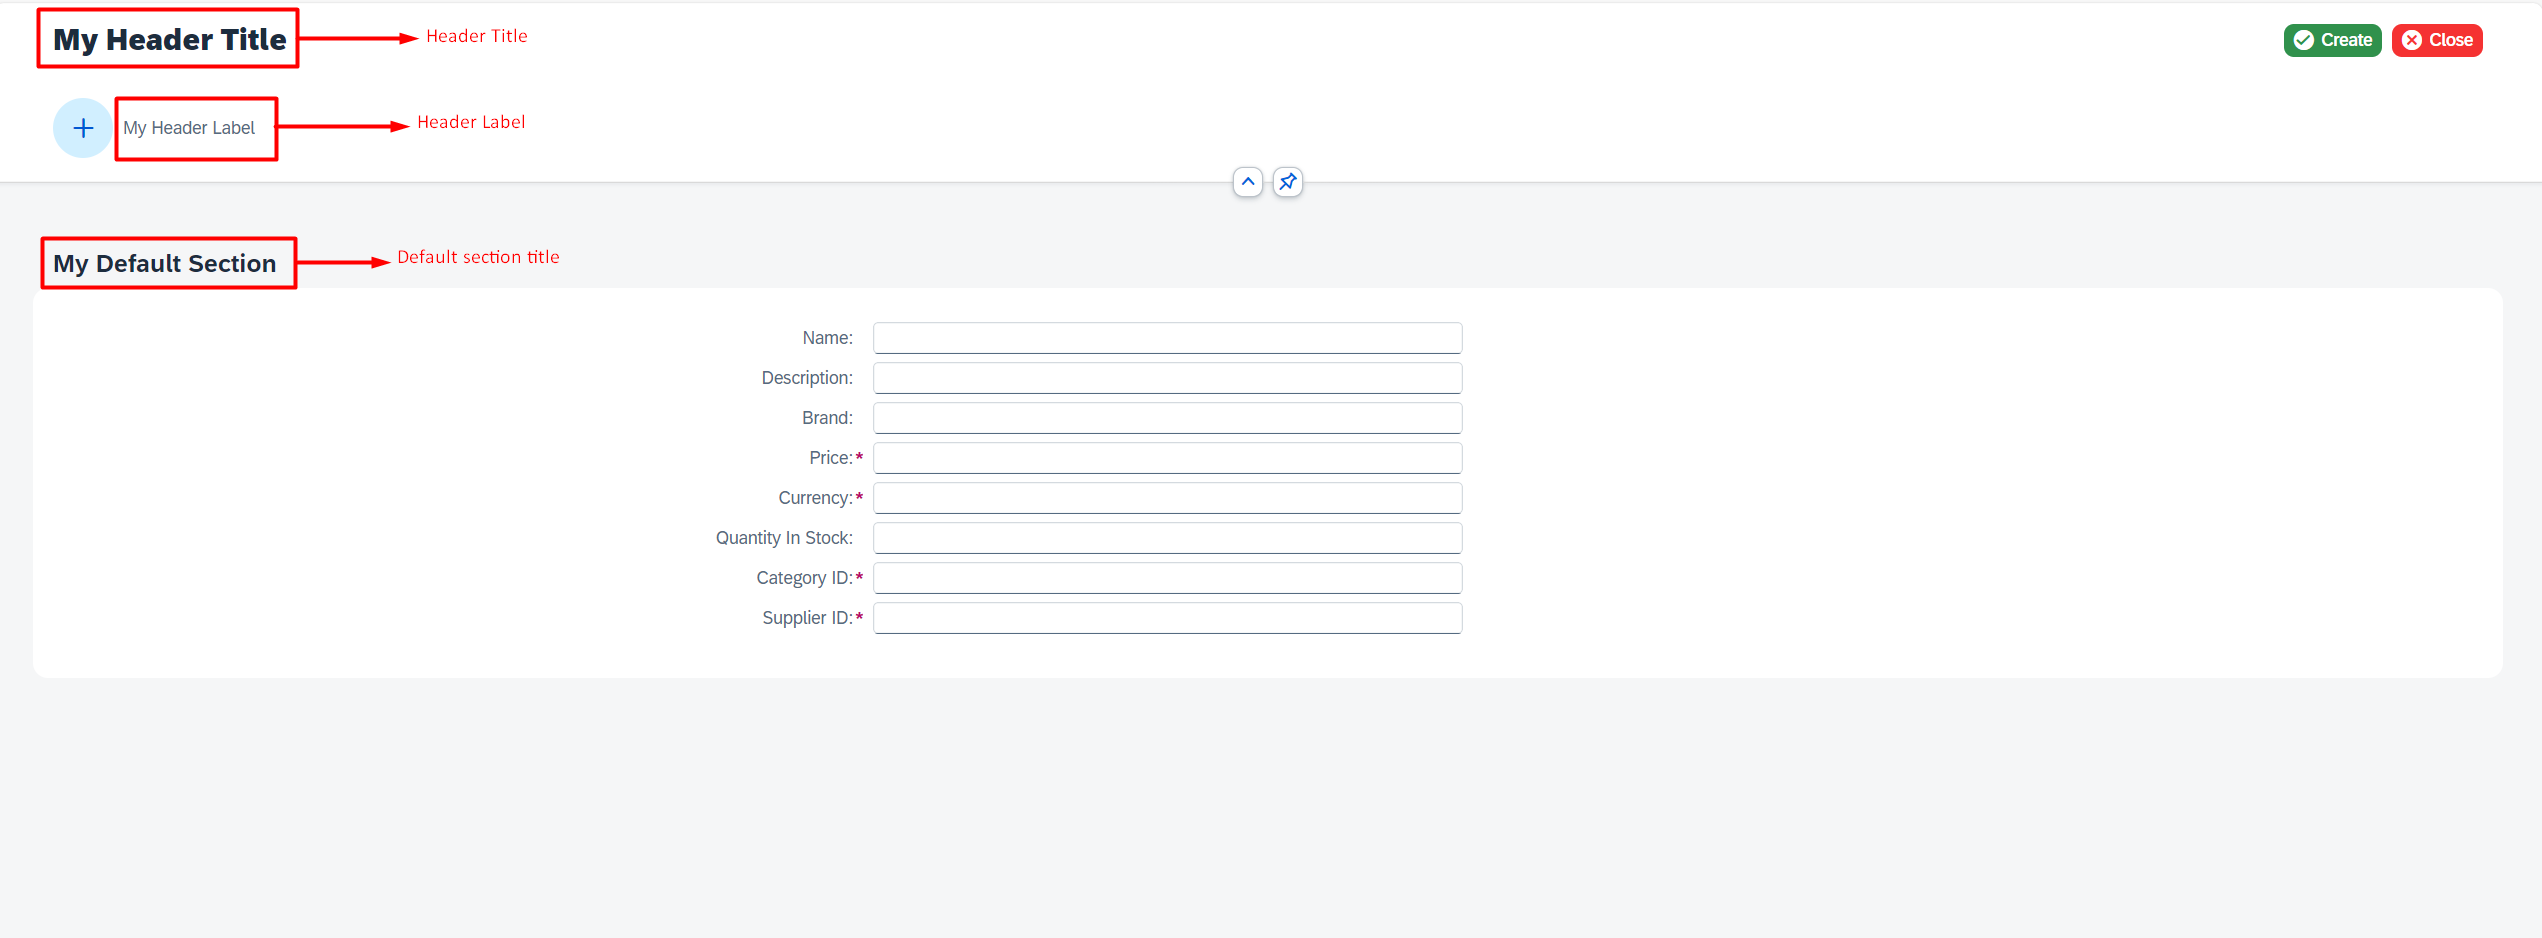 My Header Title Header Title Create Close
My Header Label Header Label
My Default Section Default section title
Name:
Description:
Brand:
Price:*
Currency:*
Quantity In Stock:
Category ID:*
Supplier ID:*